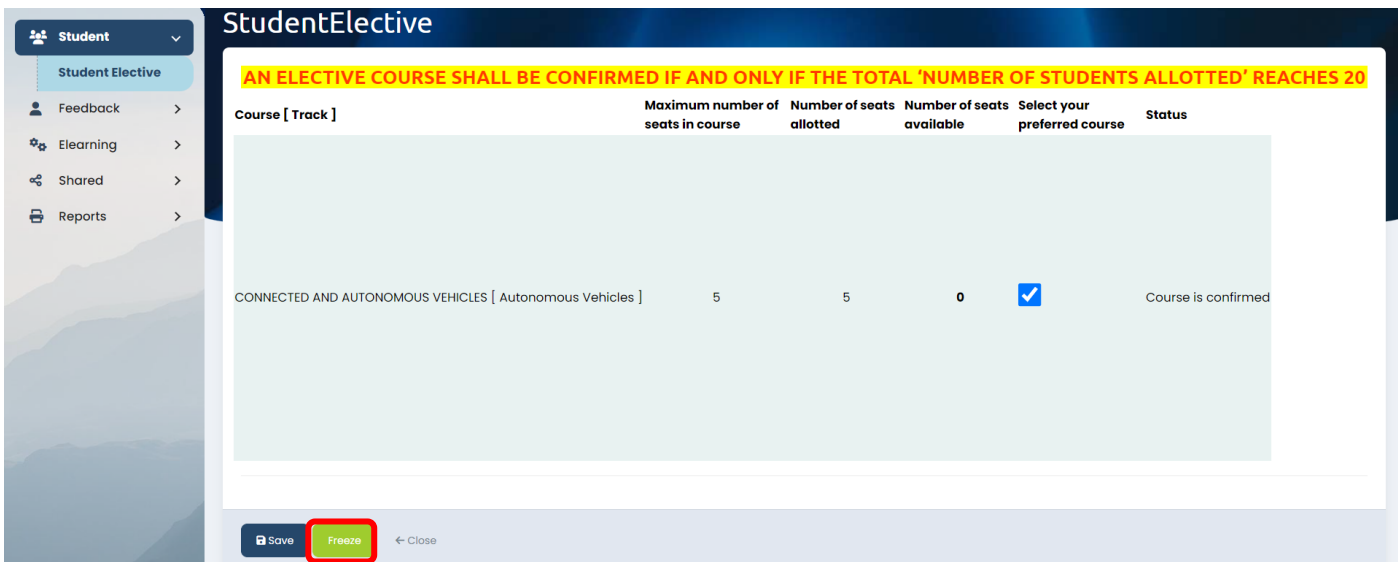 StudentElective
Student
Student Elective
Feedback
Elearning
Shared
Reports
AN ELECTIVE COURSE SHALL BE CONFIRMED IF AND ONLY IF THE TOTAL ‘NUMBER OF STUDENTS ALLOTTED’ REACHES 20
Course [ Track ]
Maximum number of
seats in course
Number of seats
allotted
Number of seats
available
Select your
preferred course
Status
CONNECTED AND AUTONOMOUS VEHICLES [ Autonomous Vehicles ] 5 5 0 Course is confirmed
Save Freeze Close